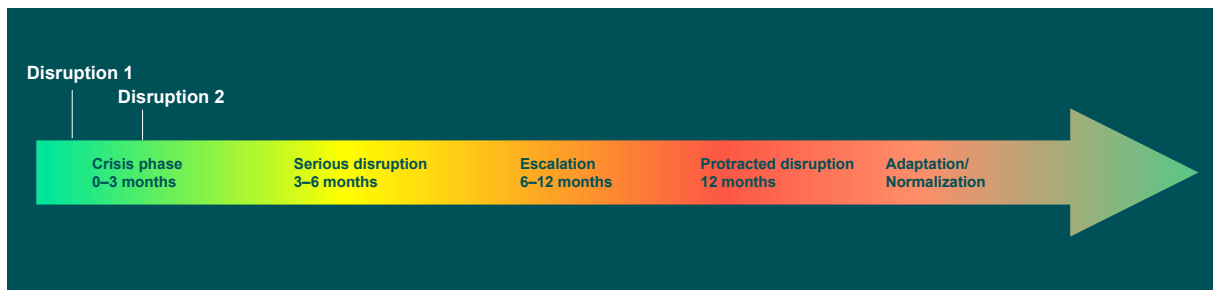 Disruption 1
Disruption 2
Crisis phase
0–3 months
Serious disruption
3–6 months
Escalation
6–12 months
Protracted disruption
12 months
Adaptation/
Normalization